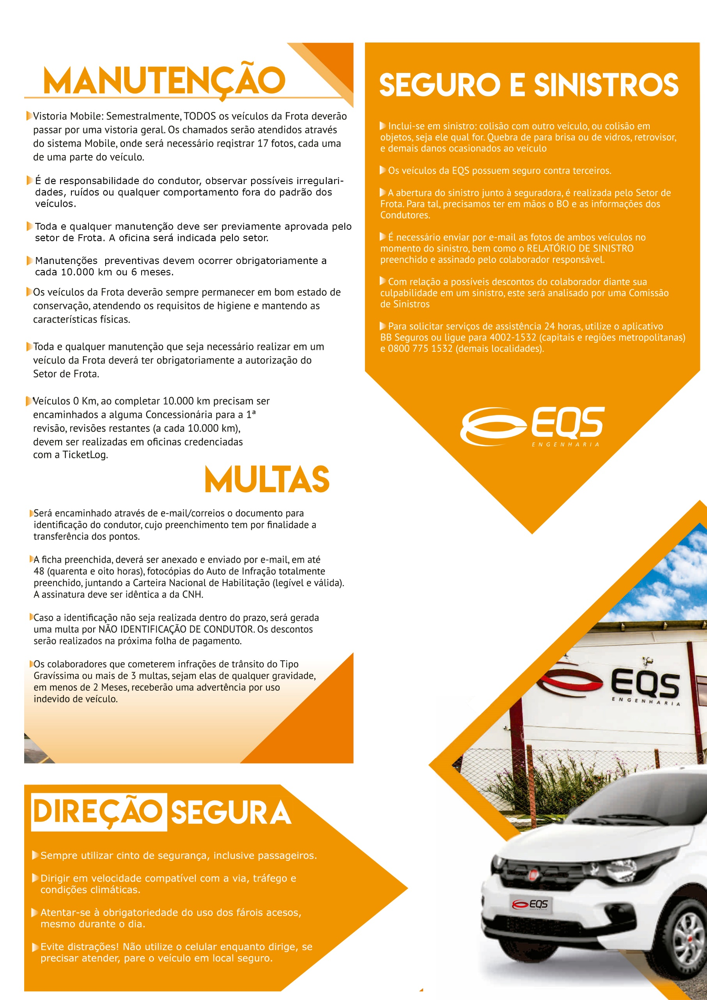 MANUTENÇÃO
Vistoria Mobile: Semestralmente, TODOS os veículos da Frota deverão
passar por uma vistoria geral. Os chamados serão atendidos através
do sistema Mobile, onde será necessário registrar 17 fotos, cada uma
de uma parte do veículo.
É de responsabilidade do condutor, observar possíveis irregulari-
dades, ruídos ou qualquer comportamento fora do padrão dos
veículos.
Toda e qualquer manutenção deve ser previamente aprovada pelo
setor de Frota. A oficina será indicada pelo setor.
Manutenções preventivas devem ocorrer obrigatoriamente a
cada 10.000 km ou 6 meses.
Os veículos da Frota deverão sempre permanecer em bom estado de
conservação, atendendo os requisitos de higiene e mantendo as
características físicas.
Toda e qualquer manutenção que seja necessário realizar em um
veículo da Frota deverá ter obrigatoriamente a autorização do
Setor de Frota.
Veículos 0 Km, ao completar 10.000 km precisam ser
encaminhados a alguma Concessionária para a 1ª
revisão, revisões restantes (a cada 10.000 km),
devem ser realizadas em oficinas credenciadas
com a TicketLog.
MULTAS
Será encaminhado através de e-mail/correios o documento para
identificação do condutor, cujo preenchimento tem por finalidade a
transferência dos pontos.
A ficha preenchida, deverá ser anexado e enviado por e-mail, em até
48 (quarenta e oito horas), fotocópias do Auto de Infração totalmente
preenchido, juntando a Carteira Nacional de Habilitação (legível e válida).
A assinatura deve ser idêntica a da CNH.
Caso a identificação não seja realizada dentro do prazo, será gerada
uma multa por NÃO IDENTIFICAÇÃO DE CONDUTOR. Os descontos
serão realizados na próxima folha de pagamento.
Os colaboradores que cometerem infrações de trânsito do Tipo
Gravíssima ou mais de 3 multas, sejam elas de qualquer gravidade,
em menos de 2 Meses, receberão uma advertência por uso
indevido de veículo.
DIREÇÃO SEGURA
Sempre utilizar cinto de segurança, inclusive passageiros.
Dirigir em velocidade compatível com a via, tráfego e
condições climáticas.
Atentar-se à obrigatoriedade do uso dos fárois acesos,
mesmo durante o dia.
Evite distrações! Não utilize o celular enquanto dirige, se
precisar atender, pare o veículo em local seguro.
SEGURO E SINISTROS
Inclui-se em sinistro: colisão com outro veículo, ou colisão em
objetos, seja ele qual for. Quebra de para brisa ou de vidros, retrovisor,
e demais danos ocasionados ao veículo
Os veículos da EQS possuem seguro contra terceiros.
A abertura do sinistro junto à seguradora, é realizada pelo Setor de
Frota. Para tal, precisamos ter em mãos o BO e as informações dos
Condutores.
É necessário enviar por e-mail as fotos de ambos veículos no
momento do sinistro, bem como o RELATÓRIO DE SINISTRO
preenchido e assinado pelo colaborador responsável.
Com relação a possíveis descontos do colaborador diante sua
culpabilidade em um sinistro, este será analisado por uma Comissão
de Sinistros
Para solicitar serviços de assistência 24 horas, utilize o aplicativo
BB Seguros ou ligue para 4002-1532 (capitais e regiões metropolitanas)
e 0800 775 1532 (demais localidades).
EQS
ENGENHARIA
EQS
ENGENHARIA
EQS
ENGENHARIA